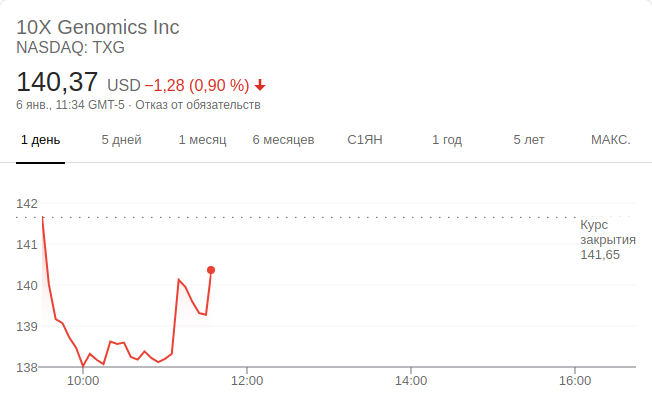 10X Genomics Inc
NASDAQ: TXG
140,37 USD −1,28 (0,90 %)
6 янв., 11:34 GMT-5 · Отказ от обязательств
1 день 5 дней 1 месяц 6 месяцев С1ЯН 1 год 5 лет МАКС.
142
141
140
139
138
Курс
закрытия
141,65
10:00 12:00 14:00 16:00